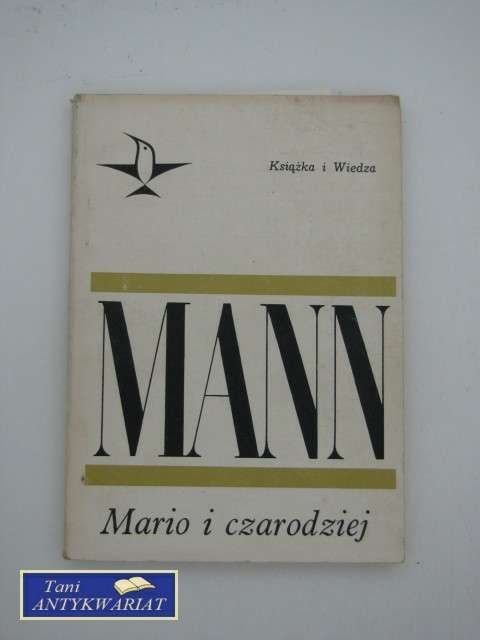 Książka i Wiedza
MANN
Mario i czarodziej
Tani
ANTYKWARIAT